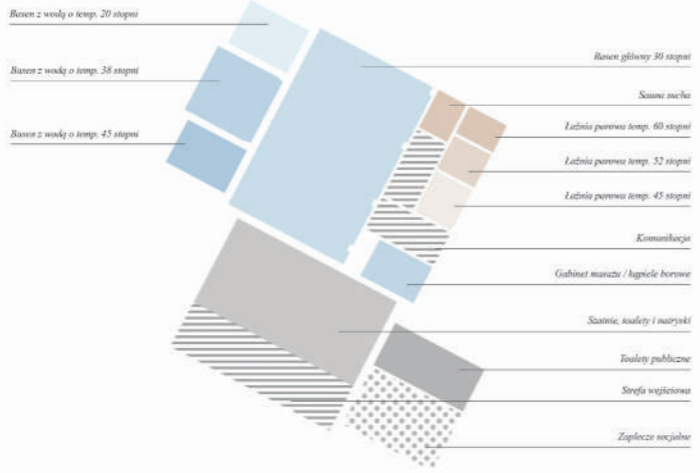 Basen z wodą o temp. 20 stopni
Basen z wodą o temp. 38 stopni
Basen z wodą o temp. 45 stopni
Basen główny 30 stopni
Sauna sucha
Łaźnia parowa temp. 60 stopni
Łaźnia parowa temp. 52 stopni
Łaźnia parowa temp. 45 stopni
Komunikacja
Gabinet masażu / kąpiele borowe
Szatnie, toalety i natryski
Toalety publiczne
Strefa wejściowa
Zaplecze socjalne